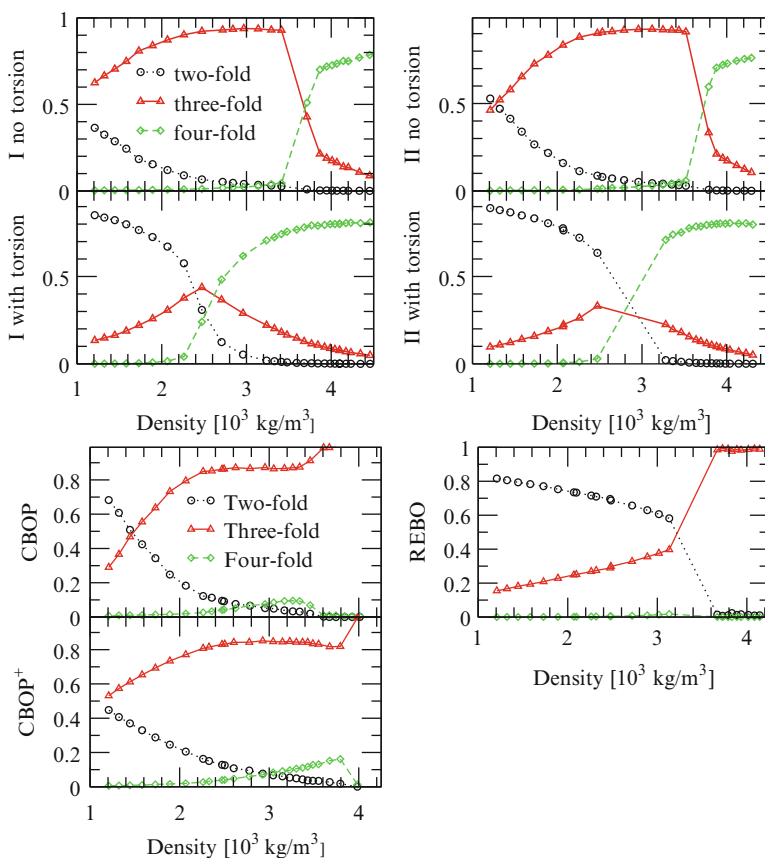 1
I no torsion
0.5
0
two-fold
three-fold
four-fold
1
II no torsion
0.5
0
I with torsion
0.5
0
1 2 3 4
Density [10³ kg/m³]
II with torsion
0.5
0
1 2 3 4
Density [10³ kg/m³]
CBOP
0.8
0.6
0.4
0.2
0
Two-fold
Three-fold
Four-fold
REBO
1
0.8
0.6
0.4
0.2
0
1 2 3 4
Density [10³ kg/m³]
CBOP⁺
0.8
0.6
0.4
0.2
0
1 2 3 4
Density [10³ kg/m³]